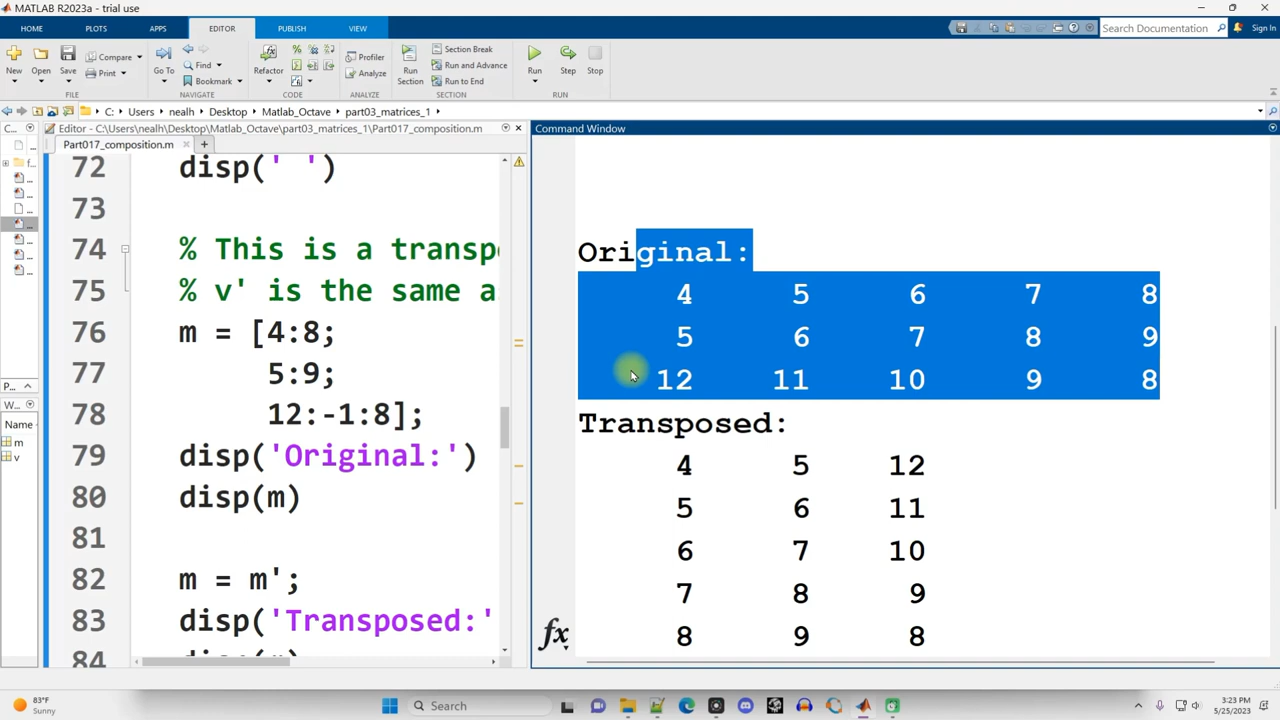 MATLAB R2023a - trial use
HOME PLOTS APPS EDITOR PUBLISH VIEW Search Documentation Sign In
New Open Save Compare Print Go To Find Bookmark Refactor Profiler Analyze Run Section Section Break Run and Advance Run to End Run Step Stop
FILE NAVIGATE CODE ANALYZE SECTION RUN
C: Users nealh Desktop Matlab_Octave part03_matrices_1
C... Editor - C:\Users\nealh\Desktop\Matlab_Octave\part03_matrices_1\Part017_composition.m
Part017_composition.m
72 disp(' ')
73
74 % This is a transp
75 % v' is the same a
76 m = [4:8;
77 5:9;
78 12:-1:8];
79 disp('Original:')
80 disp(m)
81
82 m = m';
83 disp('Transposed:'
84
P...
W...
Name
m
v
Command Window
Original:
4 5 6 7 8
5 6 7 8 9
12 11 10 9 8
Transposed:
4 5 12
5 6 11
6 7 10
7 8 9
8 9 8
fx
83°F
Sunny
Search
3:23 PM
5/25/2023